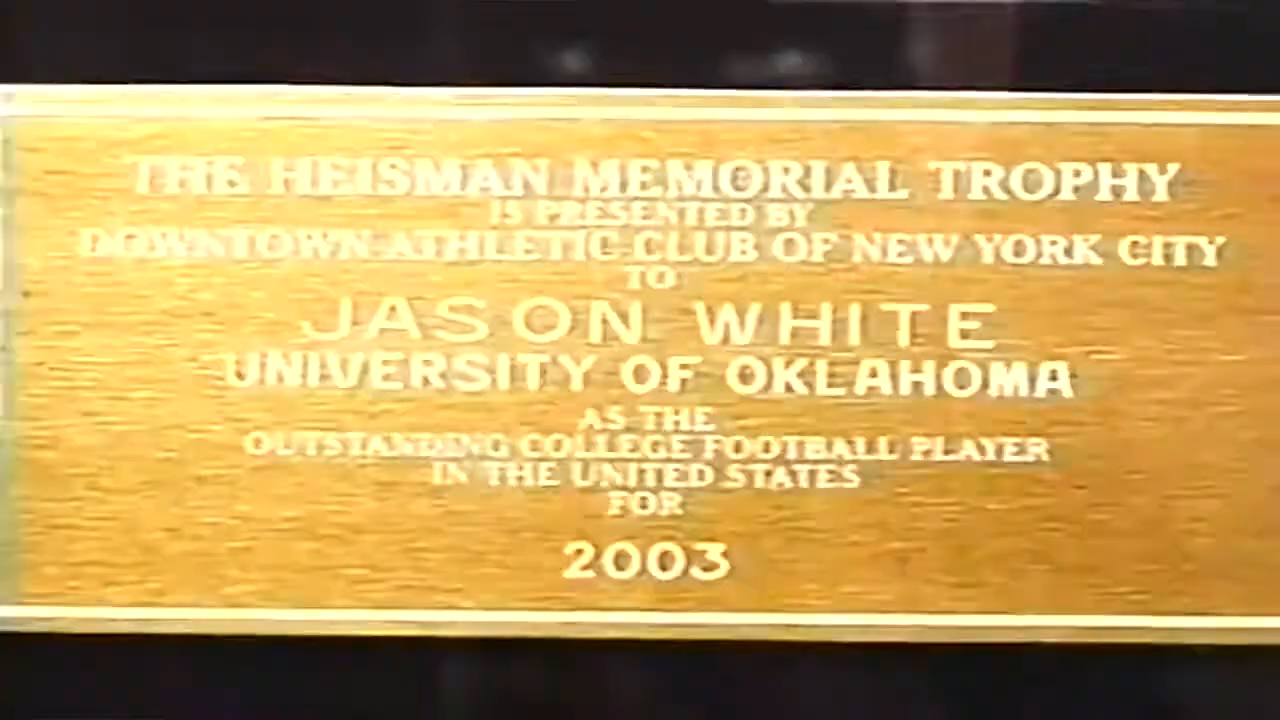 THE HEISMAN MEMORIAL TROPHY
IS PRESENTED BY
DOWNTOWN ATHLETIC CLUB OF NEW YORK CITY
TO
JASON WHITE
UNIVERSITY OF OKLAHOMA
AS THE
OUTSTANDING COLLEGE FOOTBALL PLAYER
IN THE UNITED STATES
FOR
2003